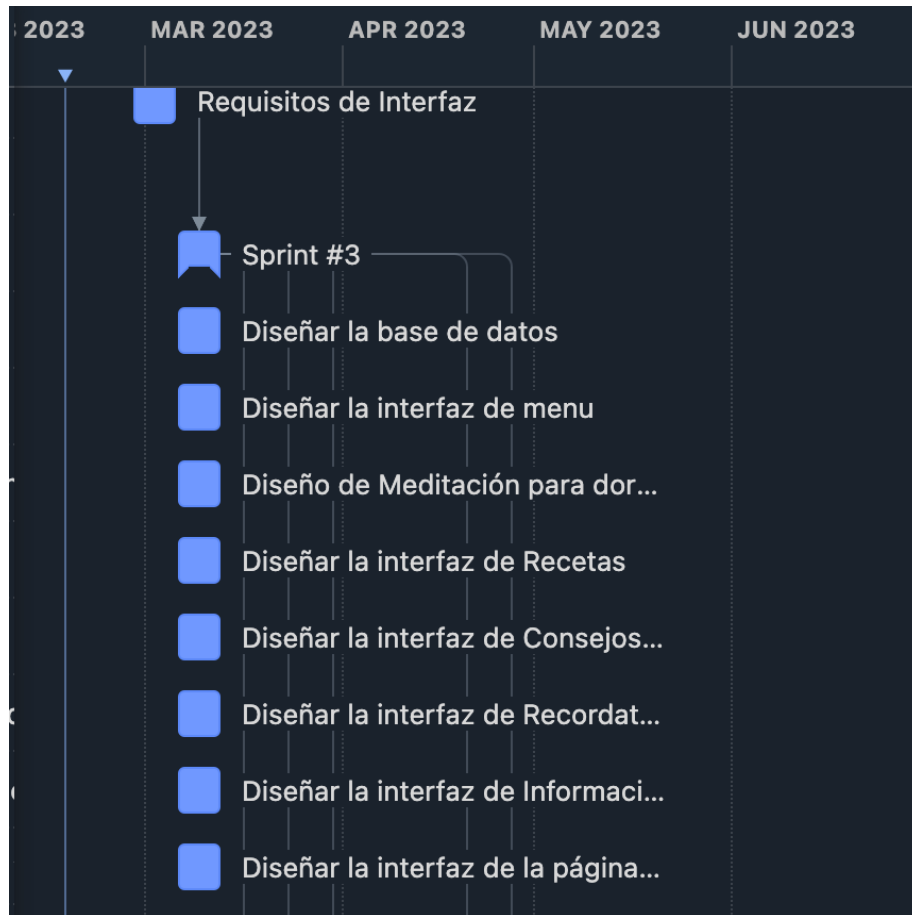 2023 MAR 2023 APR 2023 MAY 2023 JUN 2023
Requisitos de Interfaz
Sprint #3
Diseñar la base de datos
Diseñar la interfaz de menu
Diseño de Meditación para dor...
Diseñar la interfaz de Recetas
Diseñar la interfaz de Consejos...
Diseñar la interfaz de Recordat...
Diseñar la interfaz de Informaci...
Diseñar la interfaz de la página...